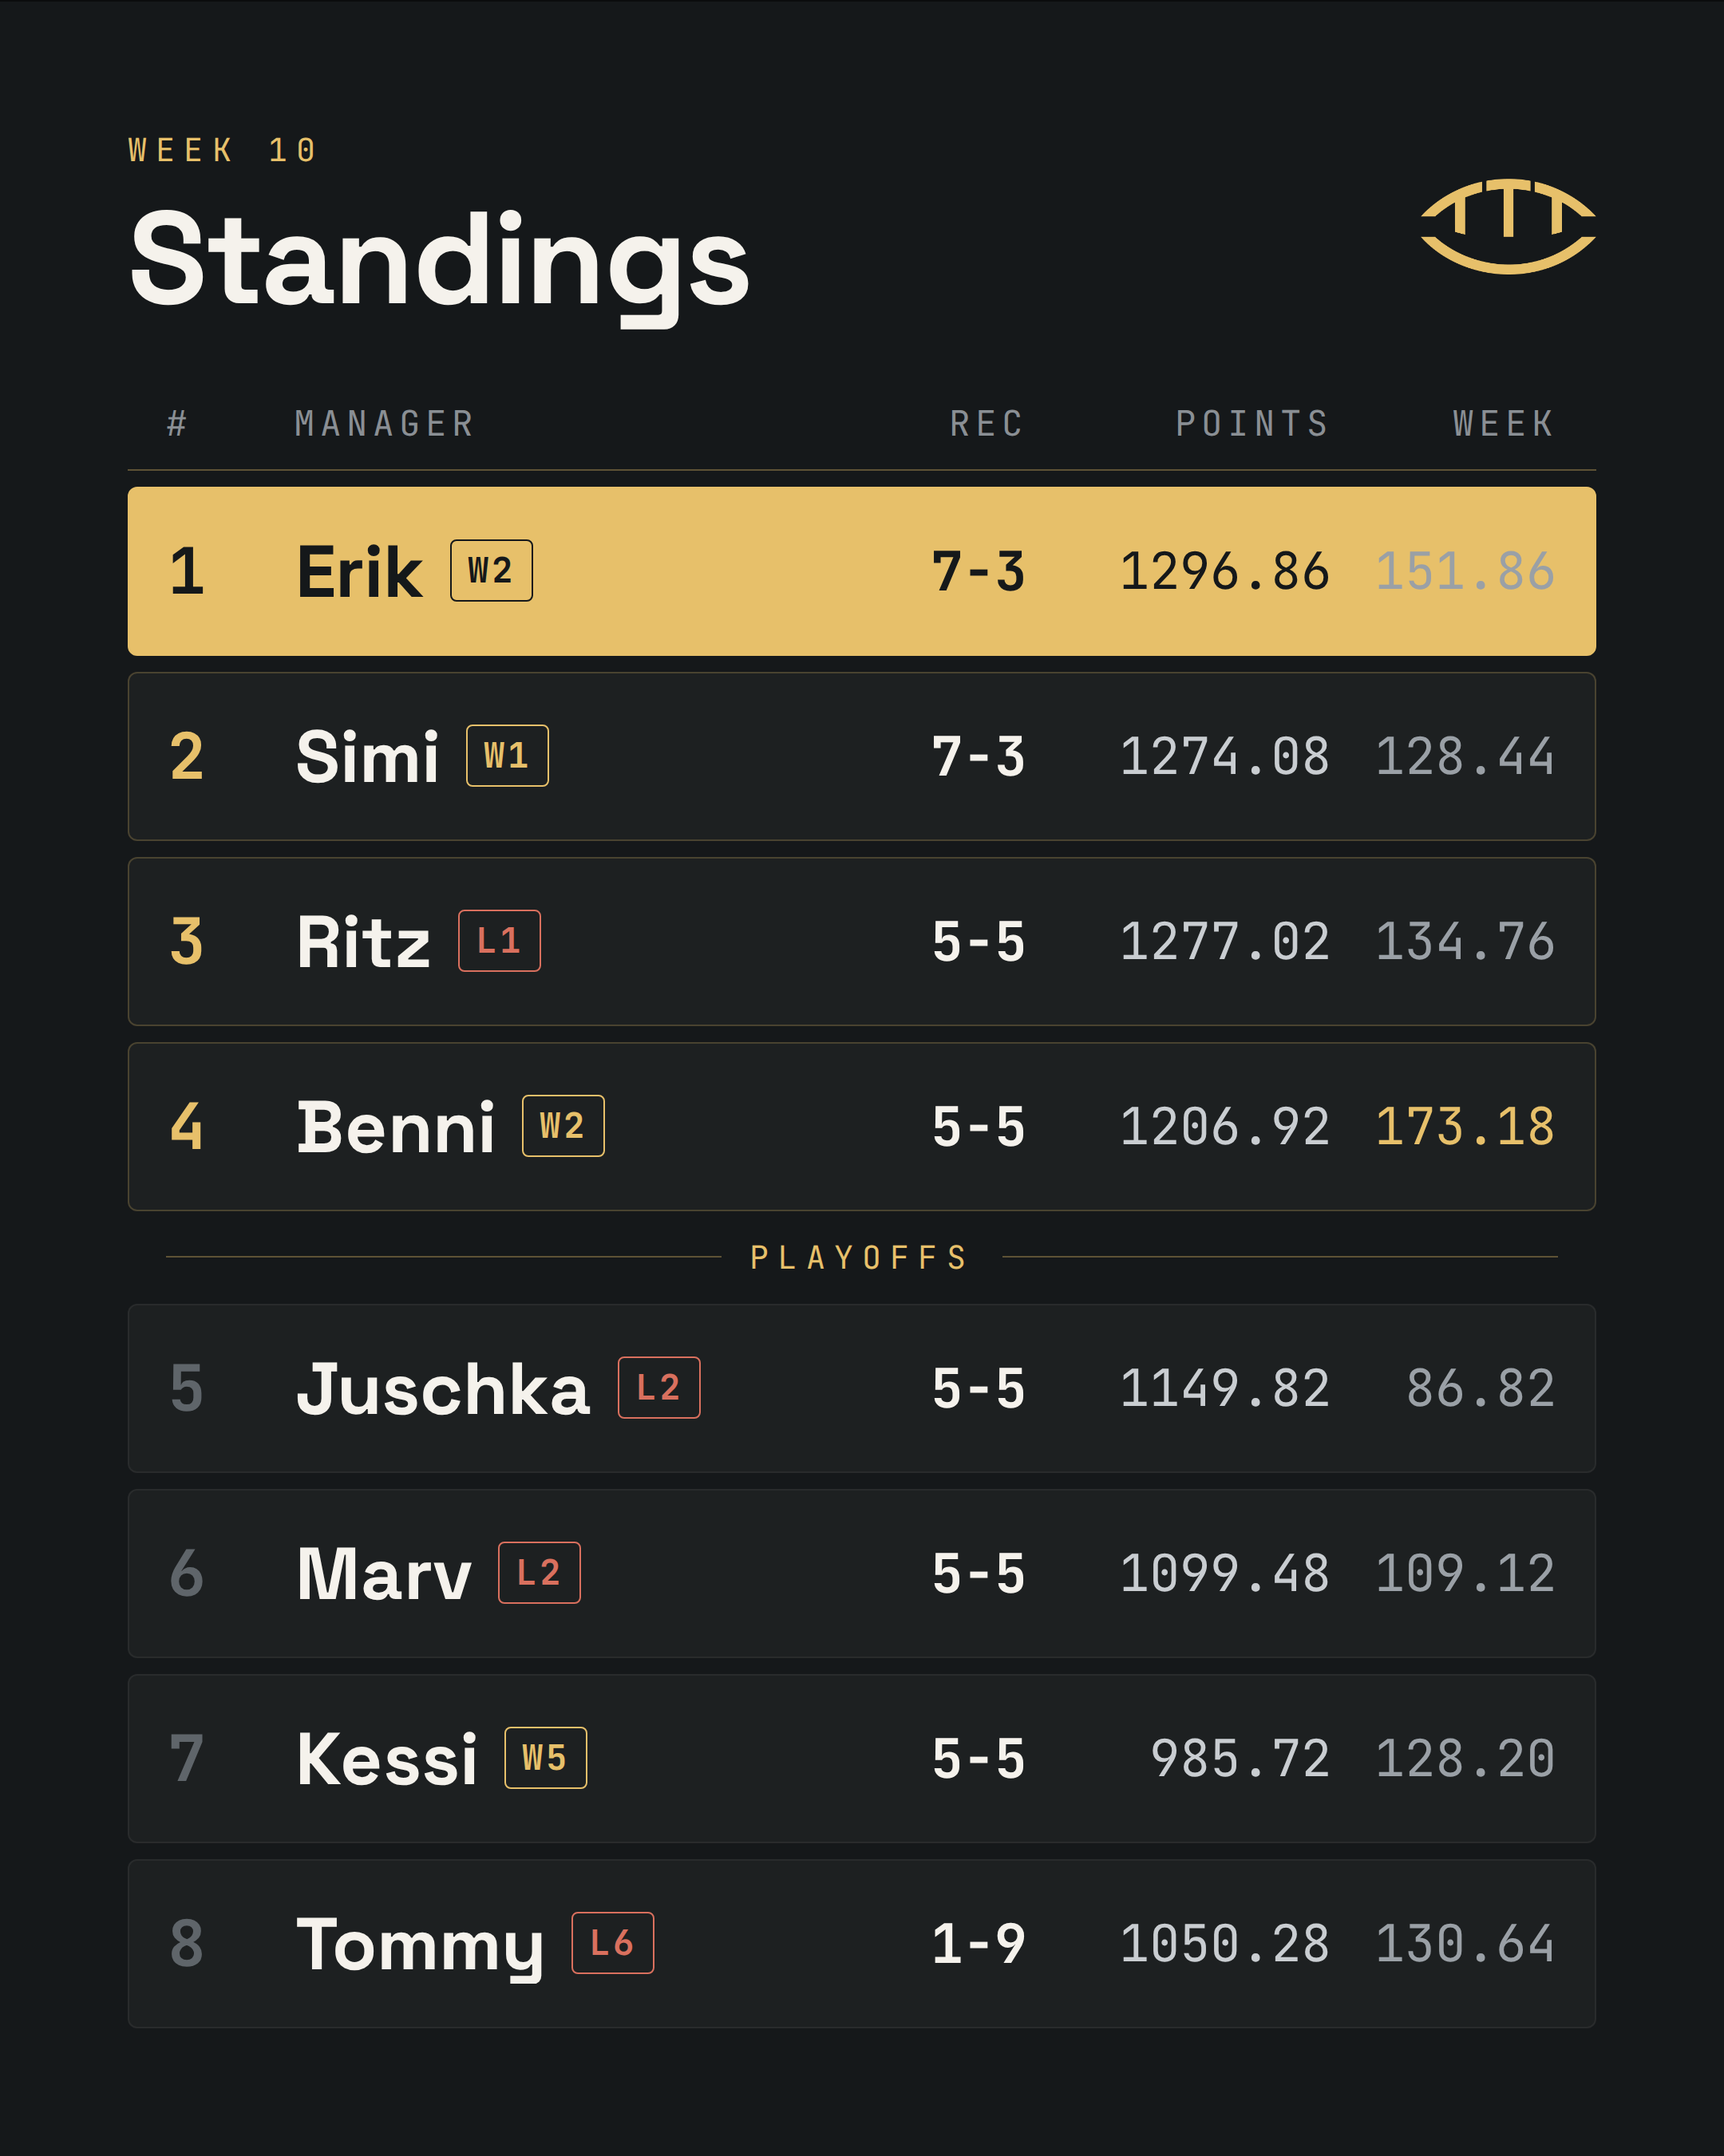 WEEK 10
Standings
# MANAGER REC POINTS WEEK
1 Erik W2 7-3 1296.86 151.86
2 Simi W1 7-3 1274.08 128.44
3 Ritz L1 5-5 1277.02 134.76
4 Benni W2 5-5 1206.92 173.18
PLAYOFFS
5 Juschka L2 5-5 1149.82 86.82
6 Marv L2 5-5 1099.48 109.12
7 Kessi W5 5-5 985.72 128.20
8 Tommy L6 1-9 1050.28 130.64